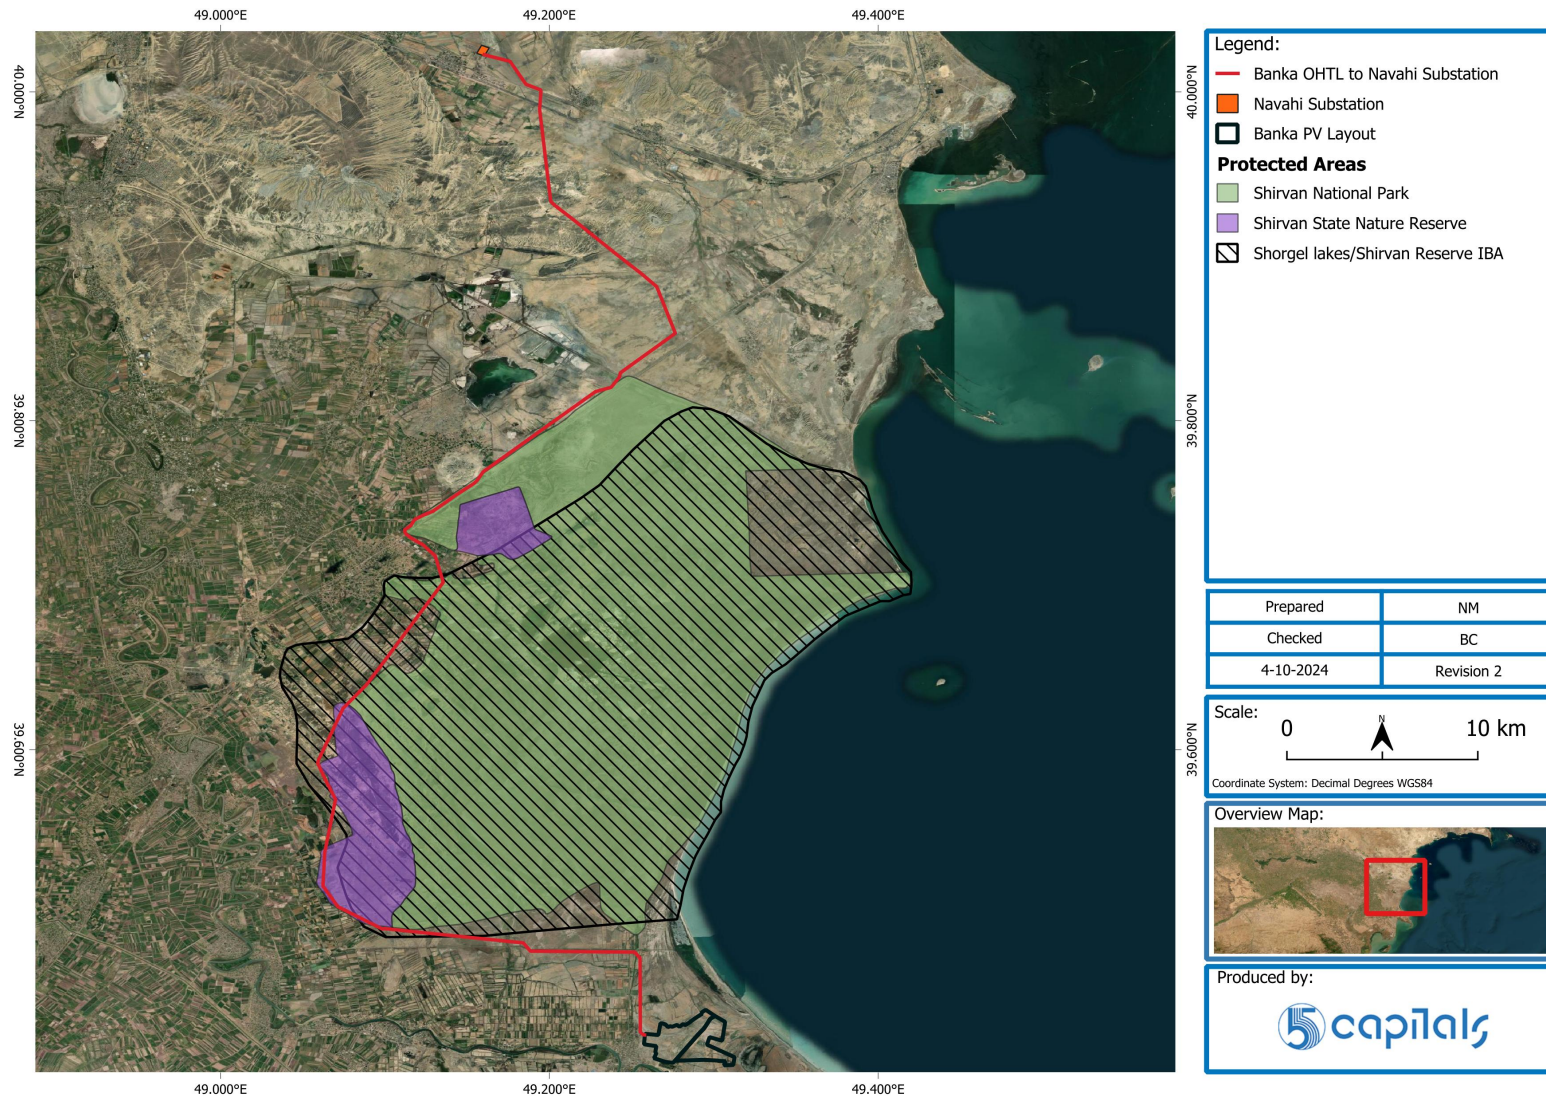 49.000°E
49.200°E
49.400°E
40.000°N
39.800°N
39.600°N
40.000°N
39.800°N
39.600°N
49.000°E
49.200°E
49.400°E
Legend:
Banka OHTL to Navahi Substation
Navahi Substation
Banka PV Layout
Protected Areas
Shirvan National Park
Shirvan State Nature Reserve
Shorgel lakes/Shirvan Reserve IBA
Prepared NM
Checked BC
4-10-2024 Revision 2
Scale:
N
0 10 km
Coordinate System: Decimal Degrees WGS84
Overview Map:
Produced by:
5 capitals